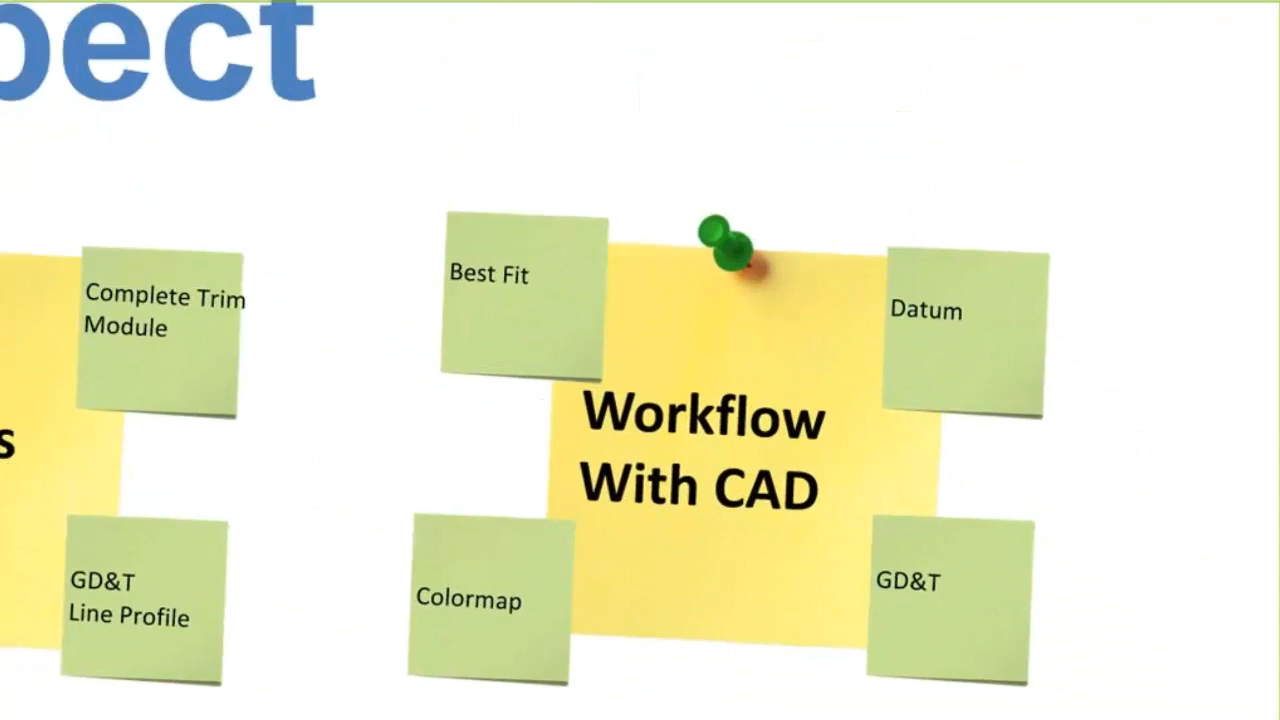 pect
Complete Trim
Module
Best Fit
Datum
s
Workflow
With CAD
GD&T
Line Profile
Colormap
GD&T